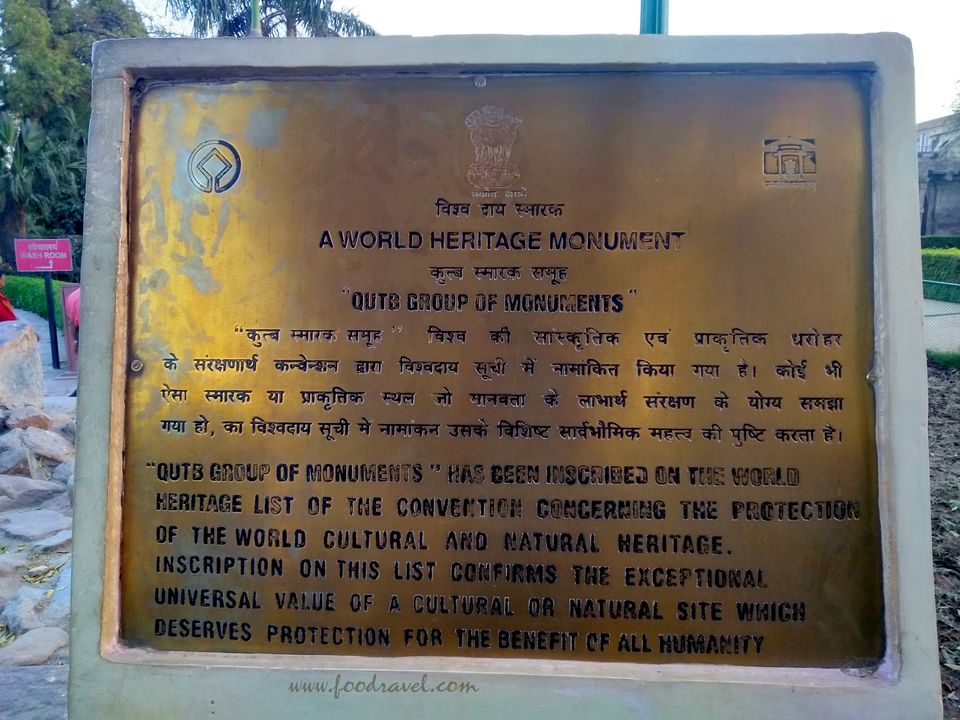 विश्व दाय स्मारक
A WORLD HERITAGE MONUMENT
कुत्ब स्मारक समूह
"QUTB GROUP OF MONUMENTS"
"कुत्ब स्मारक समूह" विश्व की सांस्कृतिक एवं प्राकृतिक धरोहर
के संरक्षणार्थ कन्वेन्शन द्वारा विश्वदाय सूची में नामांकित किया गया है। कोई भी
ऐसा स्मारक या प्राकृतिक स्थल जो मानवता के लाभार्थ संरक्षण के योग्य समझा
गया हो, का विश्वदाय सूची मे नामाकन उसके विशिष्ट सार्वभौमिक महत्व की पुष्टि करता है।
"QUTB GROUP OF MONUMENTS" HAS BEEN INSCRIBED ON THE WORLD
HERITAGE LIST OF THE CONVENTION CONCERNING THE PROTECTION
OF THE WORLD CULTURAL AND NATURAL HERITAGE.
INSCRIPTION ON THIS LIST CONFIRMS THE EXCEPTIONAL
UNIVERSAL VALUE OF A CULTURAL OR NATURAL SITE WHICH
DESERVES PROTECTION FOR THE BENEFIT OF ALL HUMANITY
शौचालय
WASH ROOM
www.foodravel.com